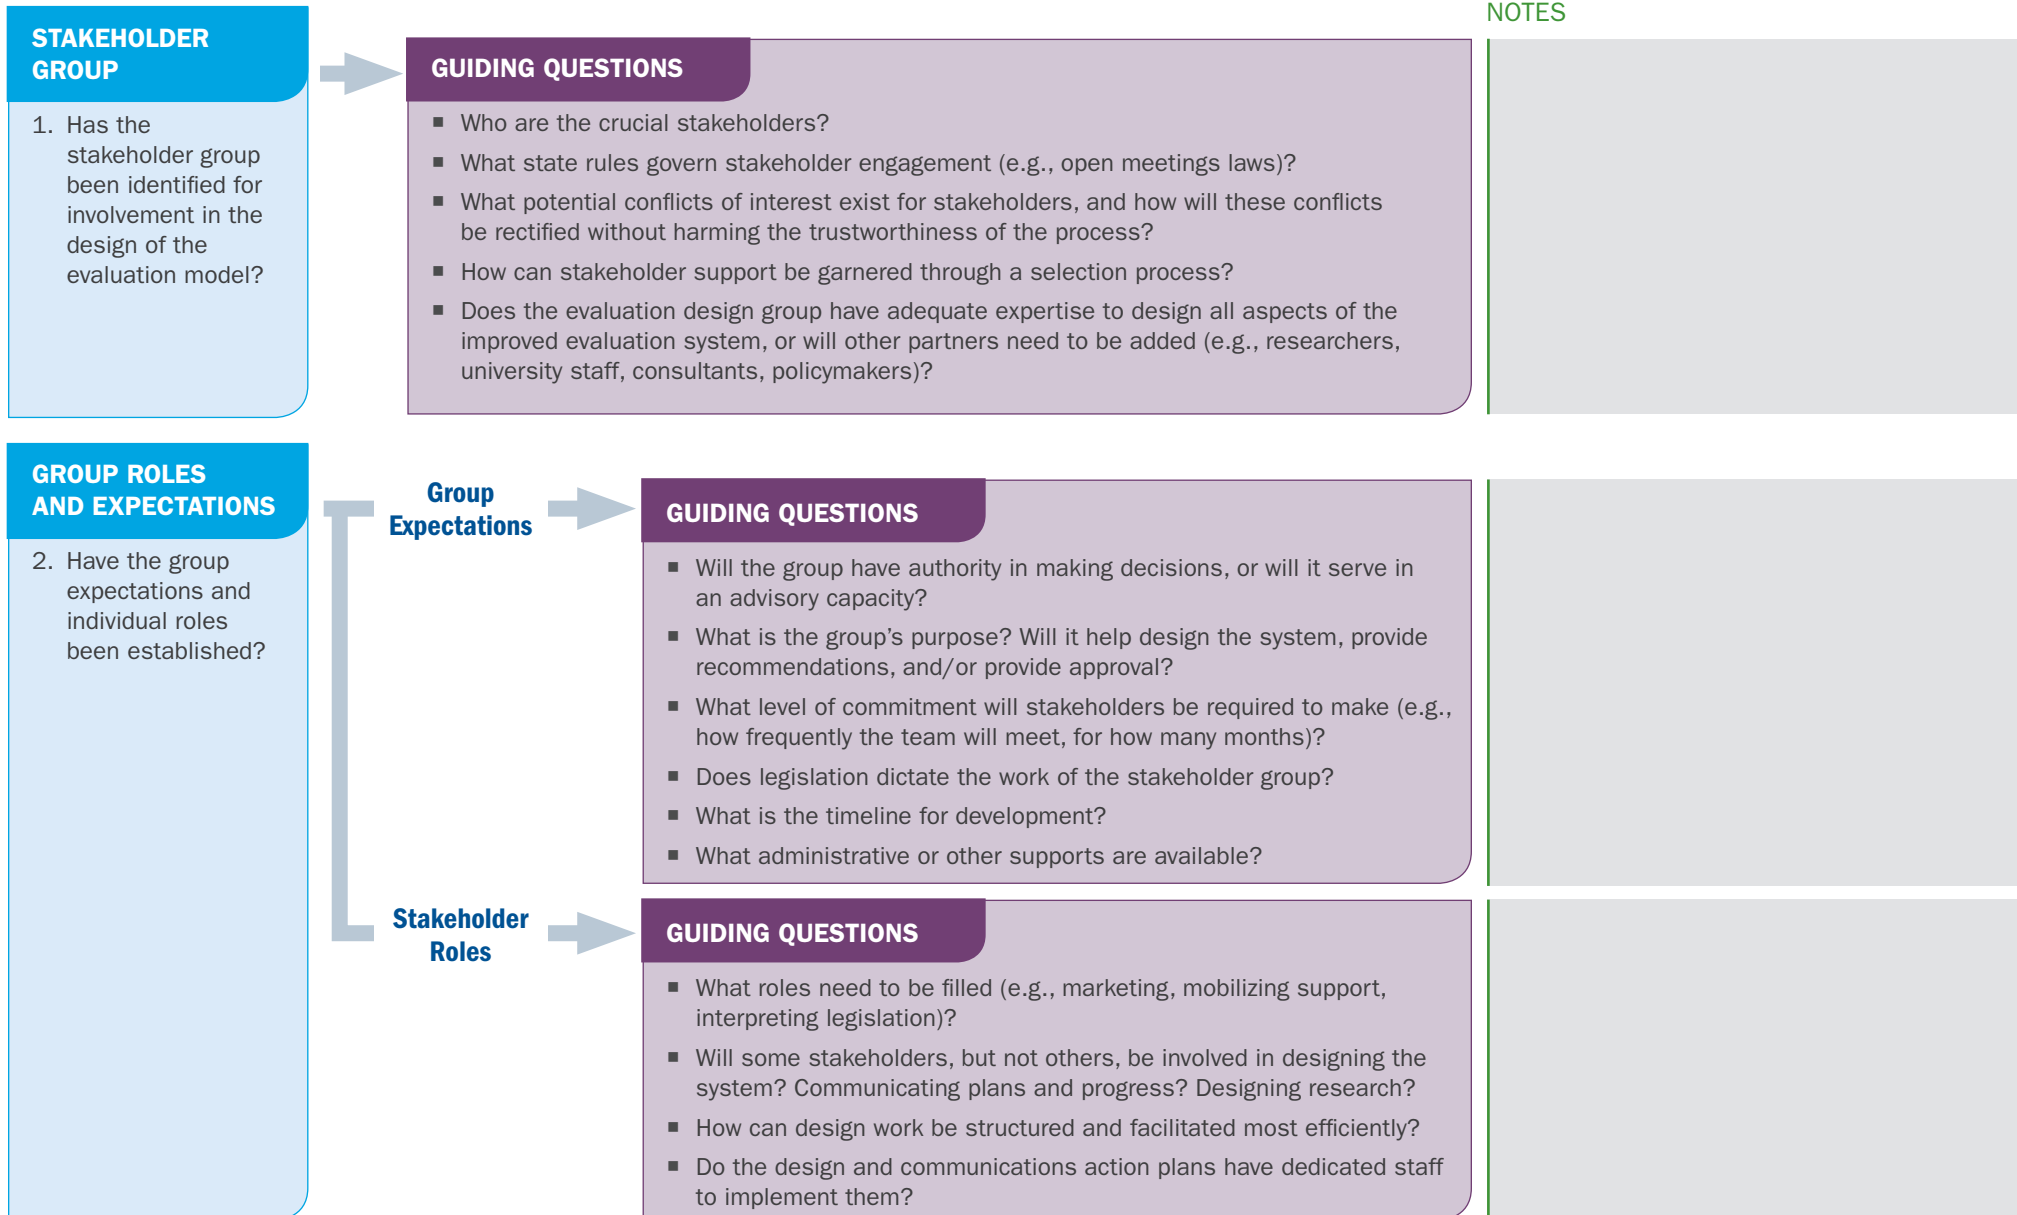 NOTES
STAKEHOLDER
GROUP
1. Has the
stakeholder group
been identified for
involvement in the
design of the
evaluation model?
GUIDING QUESTIONS
▪ Who are the crucial stakeholders?
▪ What state rules govern stakeholder engagement (e.g., open meetings laws)?
▪ What potential conflicts of interest exist for stakeholders, and how will these conflicts
be rectified without harming the trustworthiness of the process?
▪ How can stakeholder support be garnered through a selection process?
▪ Does the evaluation design group have adequate expertise to design all aspects of the
improved evaluation system, or will other partners need to be added (e.g., researchers,
university staff, consultants, policymakers)?
GROUP ROLES
AND EXPECTATIONS
2. Have the group
expectations and
individual roles
been established?
Group
Expectations
GUIDING QUESTIONS
▪ Will the group have authority in making decisions, or will it serve in
an advisory capacity?
▪ What is the group’s purpose? Will it help design the system, provide
recommendations, and/or provide approval?
▪ What level of commitment will stakeholders be required to make (e.g.,
how frequently the team will meet, for how many months)?
▪ Does legislation dictate the work of the stakeholder group?
▪ What is the timeline for development?
▪ What administrative or other supports are available?
Stakeholder
Roles
GUIDING QUESTIONS
▪ What roles need to be filled (e.g., marketing, mobilizing support,
interpreting legislation)?
▪ Will some stakeholders, but not others, be involved in designing the
system? Communicating plans and progress? Designing research?
▪ How can design work be structured and facilitated most efficiently?
▪ Do the design and communications action plans have dedicated staff
to implement them?